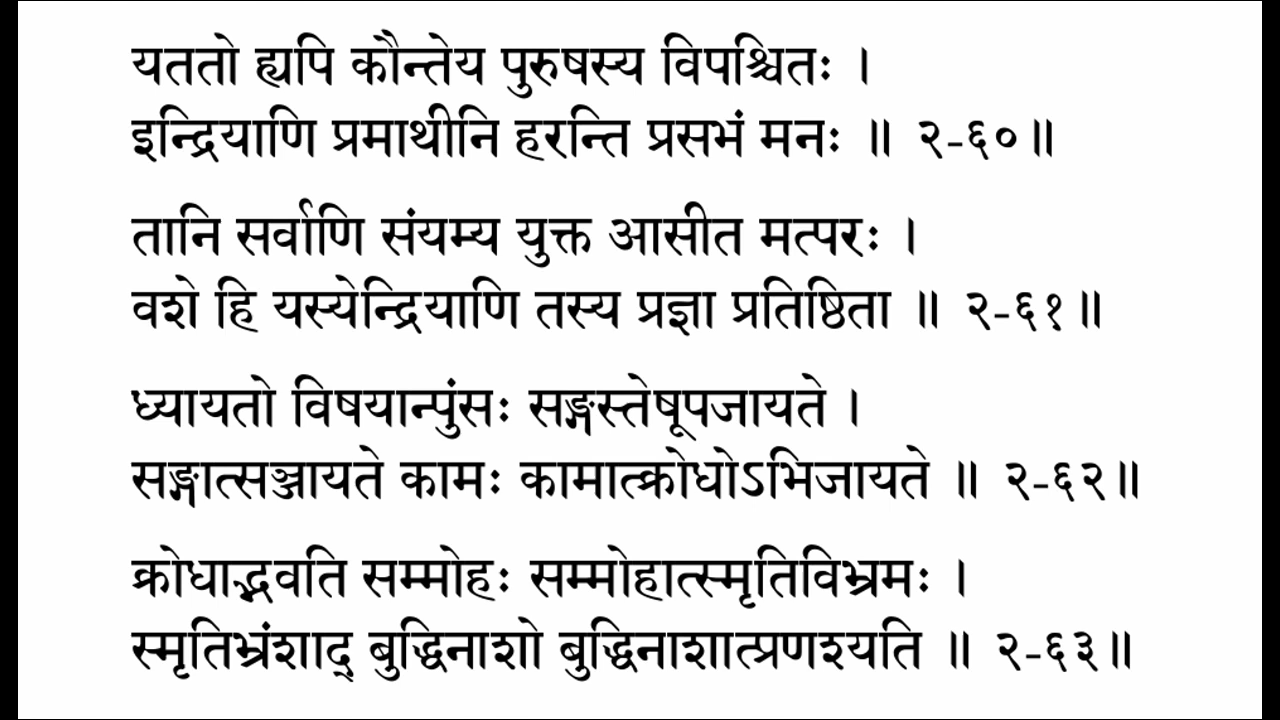 यततो ह्यपि कौन्तेय पुरुषस्य विपश्चितः ।
इन्द्रियाणि प्रमाथीनि हरन्ति प्रसभं मनः ॥ २-६०॥
तानि सर्वाणि संयम्य युक्त आसीत मत्परः ।
वशे हि यस्येन्द्रियाणि तस्य प्रज्ञा प्रतिष्ठिता ॥ २-६१॥
ध्यायतो विषयान्पुंसः सङ्गस्तेषूपजायते ।
सङ्गात्सञ्जायते कामः कामात्क्रोधोऽभिजायते ॥ २-६२॥
क्रोधाद्भवति सम्मोहः सम्मोहात्स्मृतिविभ्रमः ।
स्मृतिभ्रंशाद् बुद्धिनाशो बुद्धिनाशात्प्रणश्यति ॥ २-६३॥